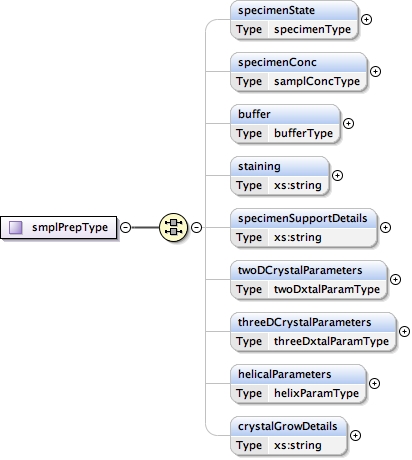 specimenState
Type specimenType
specimenConc
Type samplConcType
buffer
Type bufferType
staining
Type xs:string
smplPrepType
specimenSupportDetails
Type xs:string
twoDCrystalParameters
Type twoDxtalParamType
threeDCrystalParameters
Type threeDxtalParamType
helicalParameters
Type helixParamType
crystalGrowDetails
Type xs:string